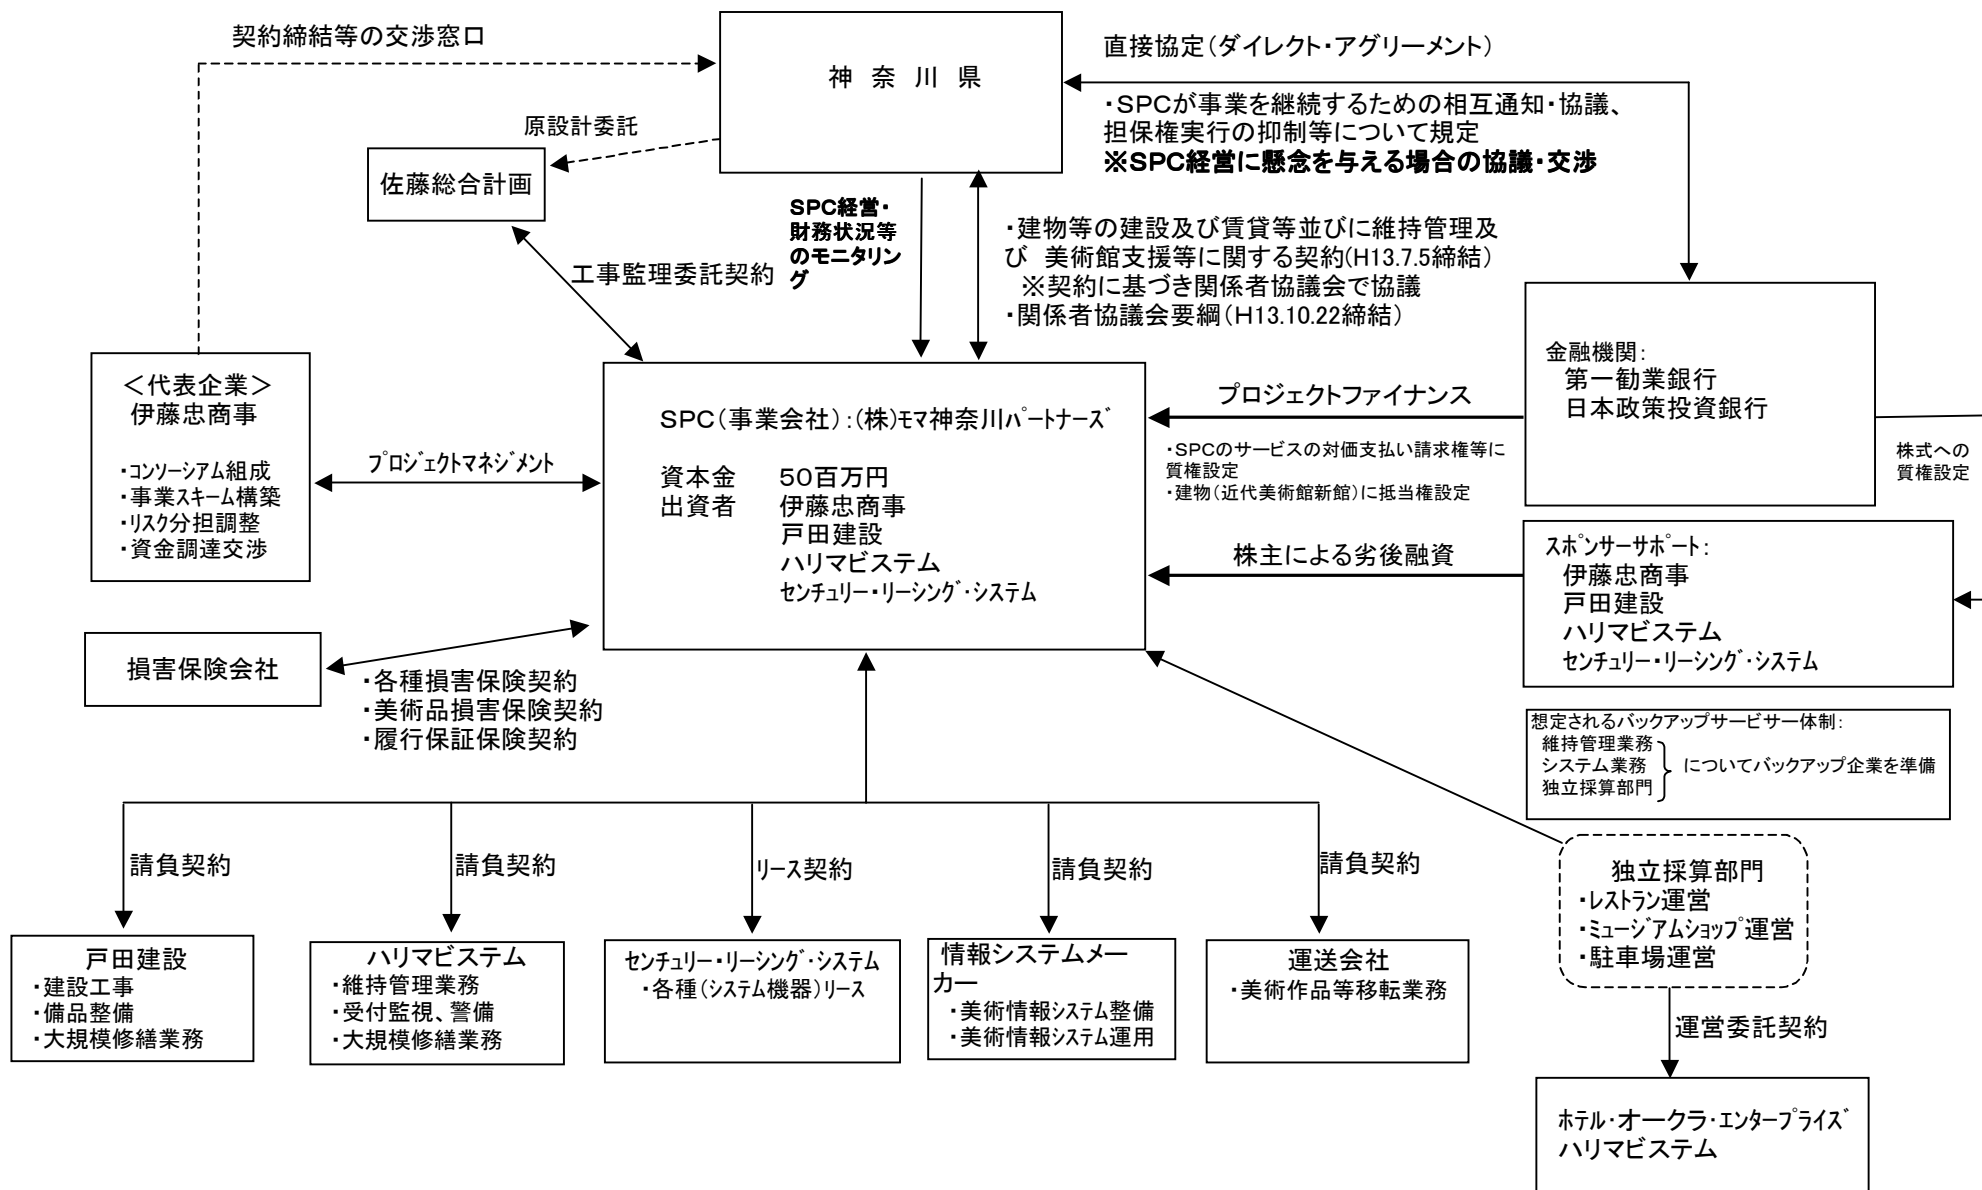 契約締結等の交渉窓口
神 奈 川 県
直接協定(ダイレクト・アグリーメント)
・SPCが事業を継続するための相互通知・協議、
担保権実行の抑制等について規定
※SPC経営に懸念を与える場合の協議・交渉
原設計委託
佐藤総合計画
SPC経営・
財務状況等
のモニタリン
グ
・建物等の建設及び賃貸等並びに維持管理及
び 美術館支援等に関する契約(H13.7.5締結)
※契約に基づき関係者協議会で協議
・関係者協議会要綱(H13.10.22締結)
工事監理委託契約
金融機関:
第一勧業銀行
日本政策投資銀行
<代表企業>
伊藤忠商事
・コンソーシアム組成
・事業スキーム構築
・リスク分担調整
・資金調達交渉
プロジェクトマネジメント
SPC(事業会社):(株)モマ神奈川パートナーズ
資本金 50百万円
出資者 伊藤忠商事
戸田建設
ハリマビステム
センチュリー・リーシング・システム
プロジェクトファイナンス
・SPCのサービスの対価支払い請求権等に
質権設定
・建物(近代美術館新館)に抵当権設定
株式への
質権設定
株主による劣後融資
スポンサーサポート:
伊藤忠商事
戸田建設
ハリマビステム
センチュリー・リーシング・システム
損害保険会社
・各種損害保険契約
・美術品損害保険契約
・履行保証保険契約
想定されるバックアップサービサー体制:
維持管理業務
システム業務 についてバックアップ企業を準備
独立採算部門
請負契約
請負契約
リース契約
請負契約
請負契約
独立採算部門
・レストラン運営
・ミュージアムショップ運営
・駐車場運営
戸田建設
・建設工事
・備品整備
・大規模修繕業務
ハリマビステム
・維持管理業務
・受付監視、警備
・大規模修繕業務
センチュリー・リーシング・システム
・各種(システム機器)リース
情報システムメー
カー
・美術情報システム整備
・美術情報システム運用
運送会社
・美術作品等移転業務
運営委託契約
ホテル・オークラ・エンタープライズ
ハリマビステム